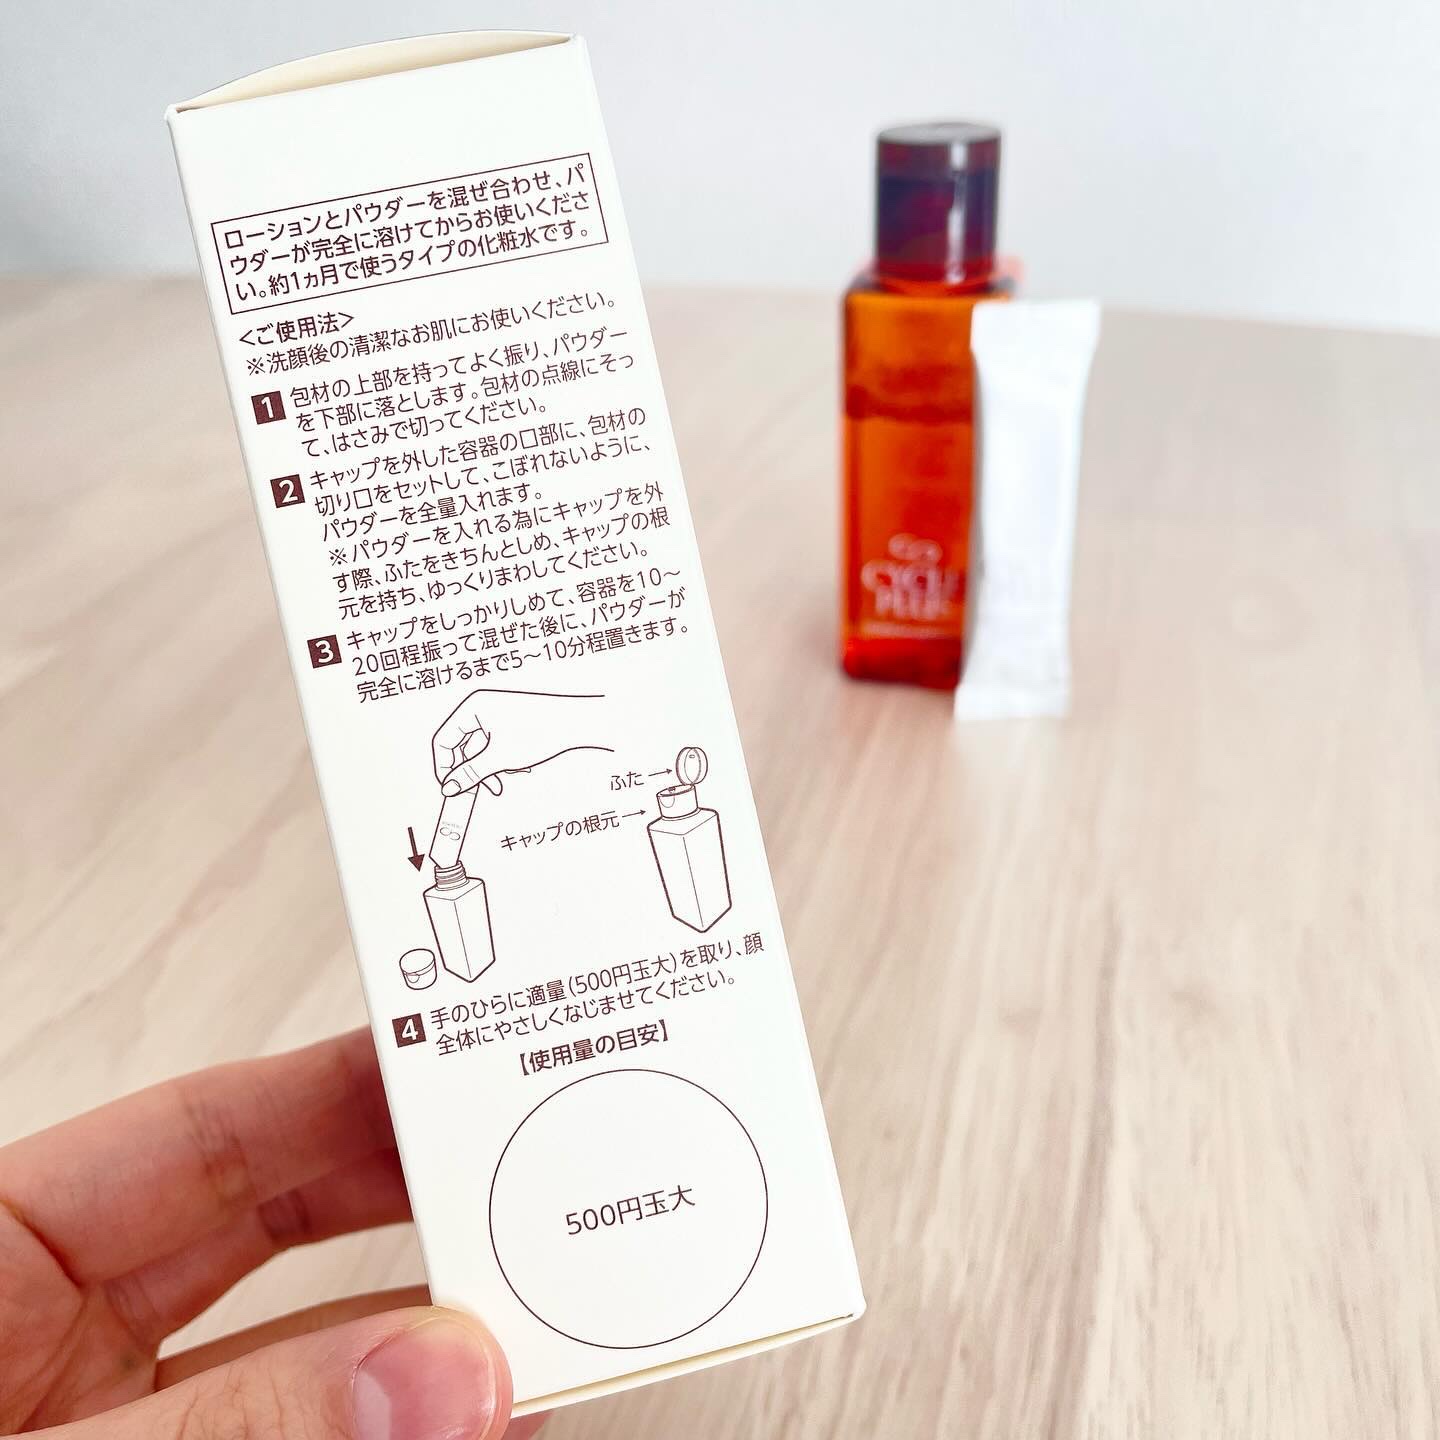 ローションとパウダーを混ぜ合わせ、パ
ウダーが完全に溶けてからお使いくださ
い。約1ヵ月で使うタイプの化粧水です。
<ご使用法>
※洗顔後の清潔なお肌にお使いください。
1 包材の上部を持ってよく振り、パウダー
を下部に落とします。包材の点線にそっ
て、はさみで切ってください。
2 キャップを外した容器の口部に、包材の
切り口をセットして、こぼれないように、
パウダーを全量入れます。
※パウダーを入れる為にキャップを外
す際、ふたをきちんとしめ、キャップの根
元を持ち、ゆっくりまわしてください。
3 キャップをしっかりしめて、容器を10〜
20回程振って混ぜた後に、パウダーが
完全に溶けるまで5〜10分程置きます。
ふた→
キャップの根元→
4 手のひらに適量(500円玉大)を取り、顔
全体にやさしくなじませてください。
【使用量の目安】
500円玉大
CYCLE
PLUS